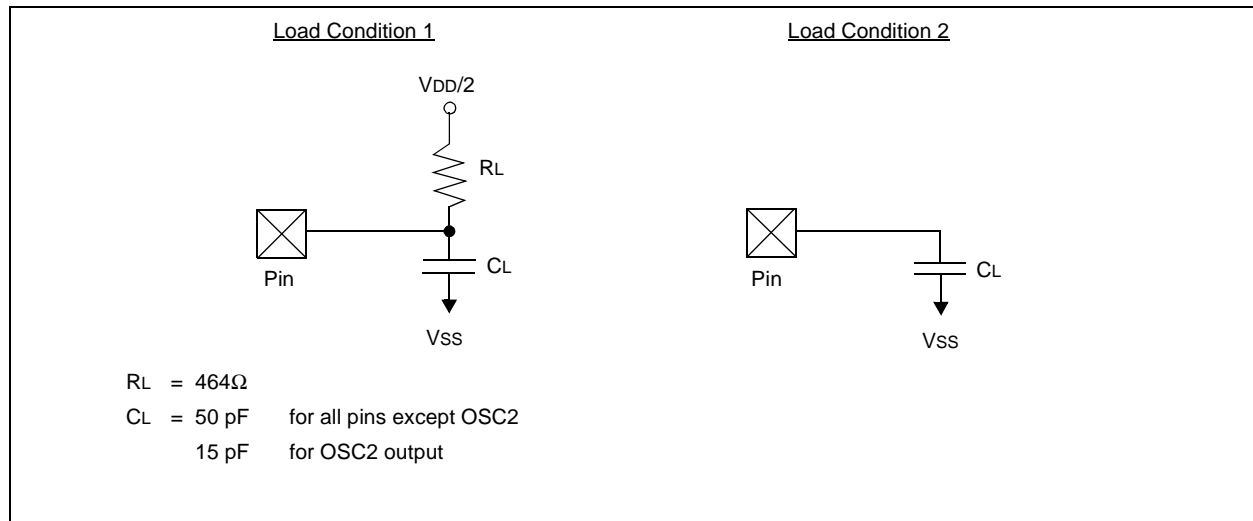 Load Condition 1
Load Condition 2
VDD/2
RL
CL
Pin
VSS
CL
Pin
VSS
RL = 464Ω
CL = 50 pF for all pins except OSC2
15 pF for OSC2 output